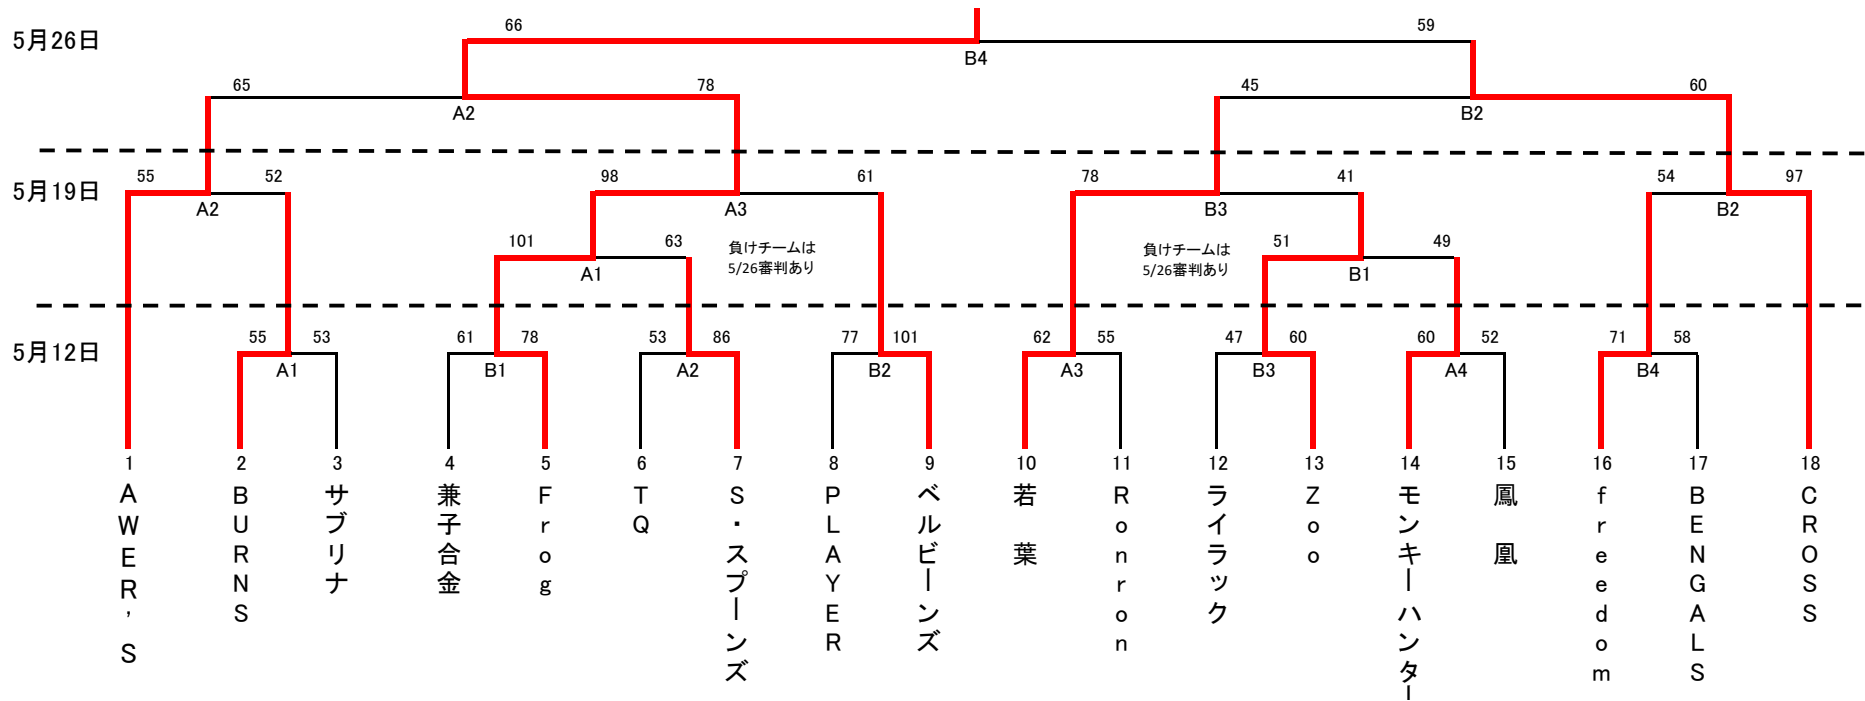 66 59
5月26日
B4
65 78 45 60
A2 B2
55 52 98 61 78 41 54 97
5月19日
A2 A3 B3 B2
101 63 負けチームは 負けチームは 51 49
A1 5/26審判あり 5/26審判あり B1
55 53 61 78 53 86 77 101 62 55 47 60 60 52 71 58
5月12日
A1 B1 A2 B2 A3 B3 A4 B4
1 2 3 4 5 6 7 8 9 10 11 12 13 14 15 16 17 18
AWER'S
BURNS
サブリナ
兼子合金
Frog
TQ
S・スプーンズ
PLAYER
ベルビーンズ
若葉
Ronron
ライラック
Zoo
モンキーハンター
鳳凰
freedom
BENGALS
CROSS